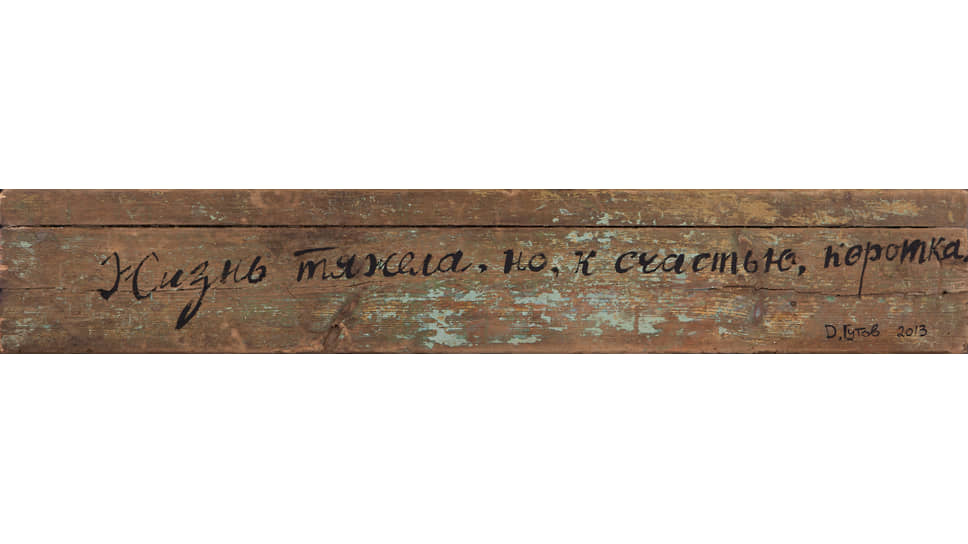 Жизнь тяжела, но, к счастью, коротка.
Д. Гутов 2013